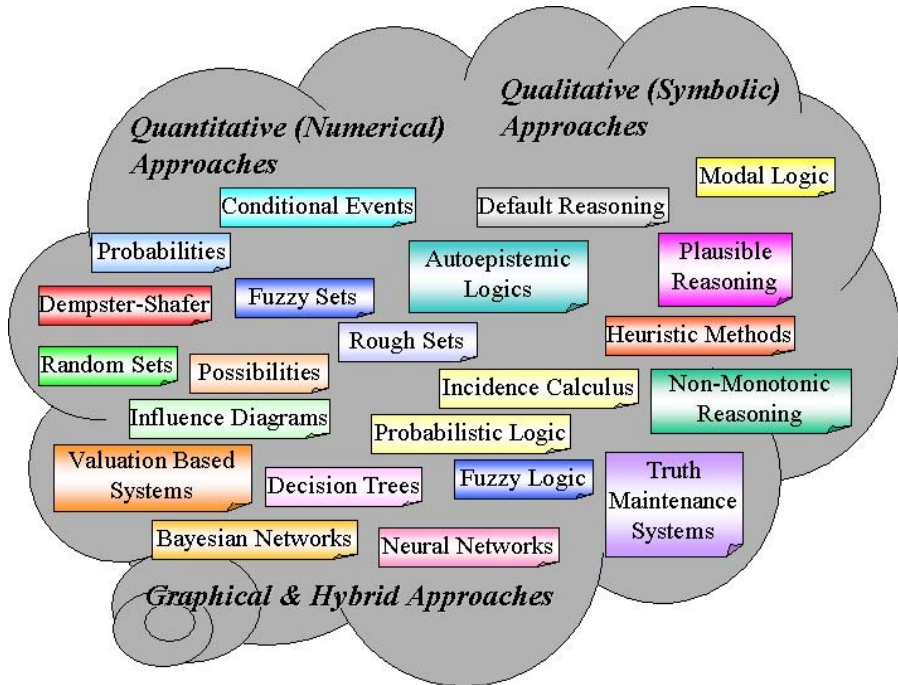 Qualitative (Symbolic)
Approaches
Quantitative (Numerical)
Approaches
Modal Logic
Conditional Events
Default Reasoning
Probabilities
Autoepistemic
Logics
Plausible
Reasoning
Dempster-Shafer
Fuzzy Sets
Rough Sets
Heuristic Methods
Random Sets
Possibilities
Incidence Calculus
Non-Monotonic
Reasoning
Influence Diagrams
Probabilistic Logic
Valuation Based
Systems
Decision Trees
Fuzzy Logic
Truth
Maintenance
Systems
Bayesian Networks
Neural Networks
Graphical & Hybrid Approaches